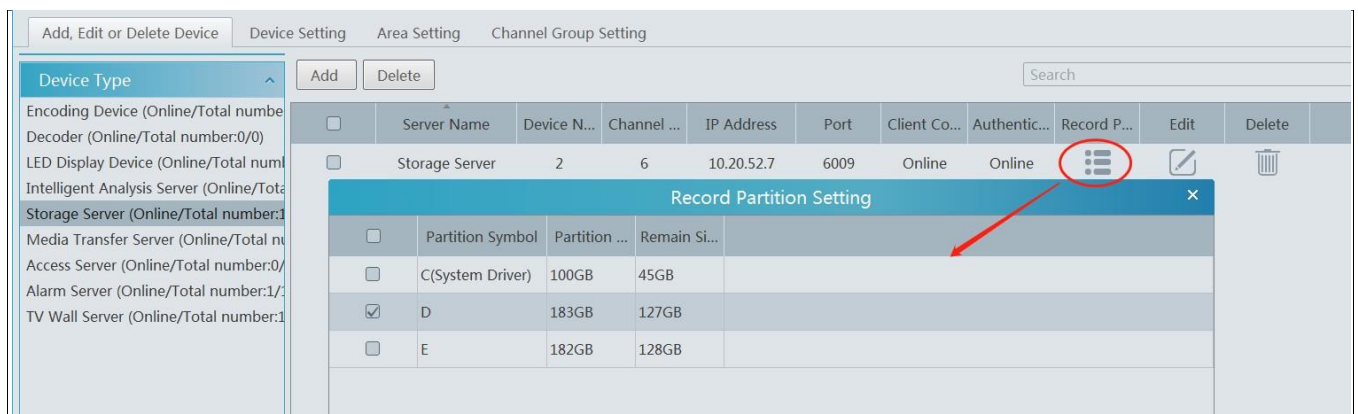 Add, Edit or Delete Device Device Setting Area Setting Channel Group Setting
Device Type Add Delete Search
Encoding Device (Online/Total numbe
Decoder (Online/Total number:0/0)
LED Display Device (Online/Total numl
Intelligent Analysis Server (Online/Tota
Storage Server (Online/Total number:1
Media Transfer Server (Online/Total nu
Access Server (Online/Total number:0/
Alarm Server (Online/Total number:1/1
TV Wall Server (Online/Total number:1
Server Name Device N... Channel ... IP Address Port Client Co... Authentic... Record P... Edit Delete
Storage Server 2 6 10.20.52.7 6009 Online Online
Record Partition Setting
Partition Symbol Partition ... Remain Si...
C(System Driver) 100GB 45GB
D 183GB 127GB
E 182GB 128GB